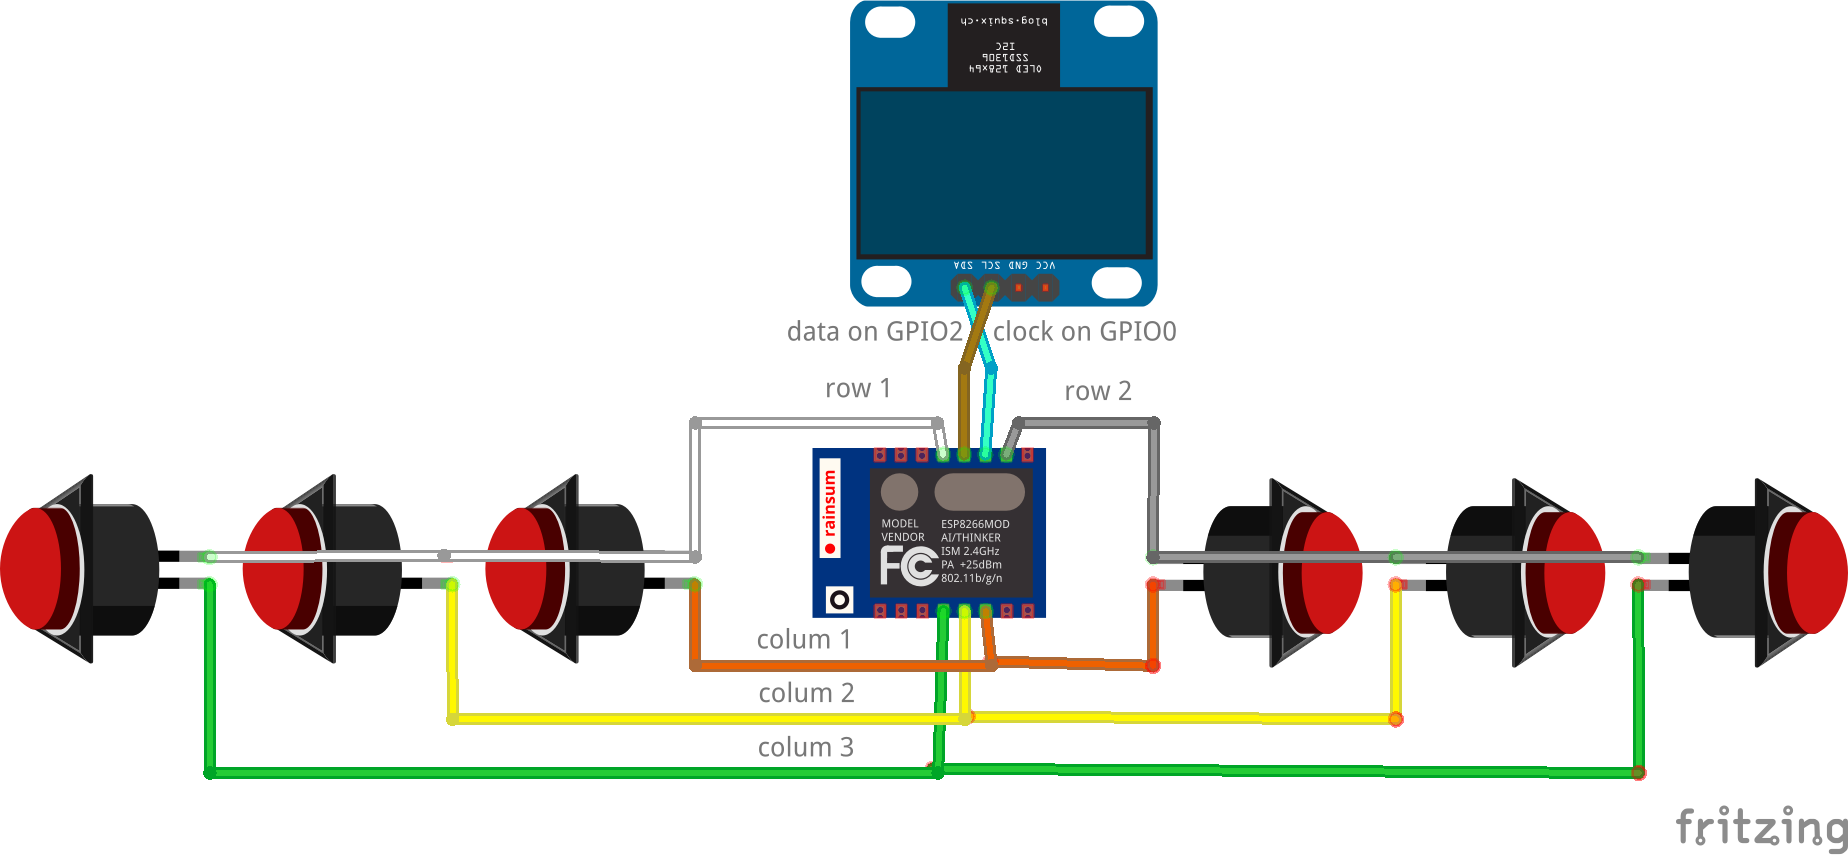 blog.squix.ch
I2C
SSD1306
OLED 128x64
SDA SCL GND VCC
data on GPIO2 clock on GPIO0
row 1 row 2
rainsum
MODEL ESP8266MOD
VENDOR AI/THINKER
ISM 2.4GHz
FC PA +25dBm
802.11b/g/n
colum 1
colum 2
colum 3
fritzing